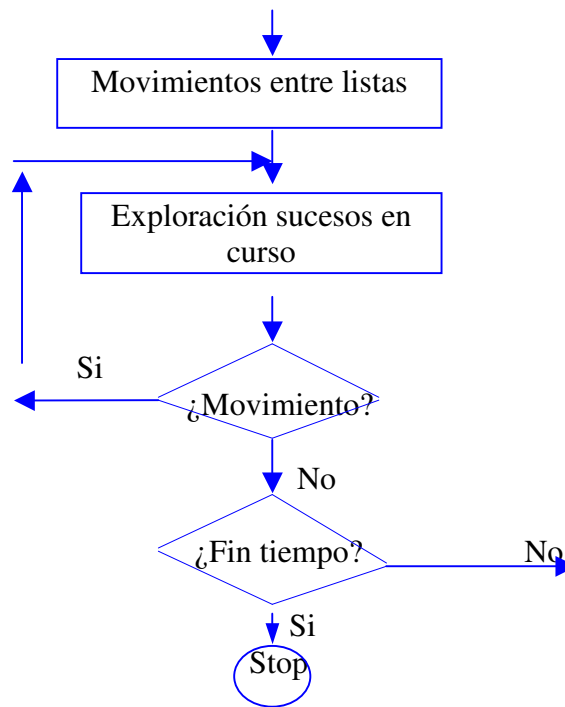 Movimientos entre listas
Exploración sucesos en
curso
Si
¿Movimiento?
No
¿Fin tiempo?
No
Si
Stop